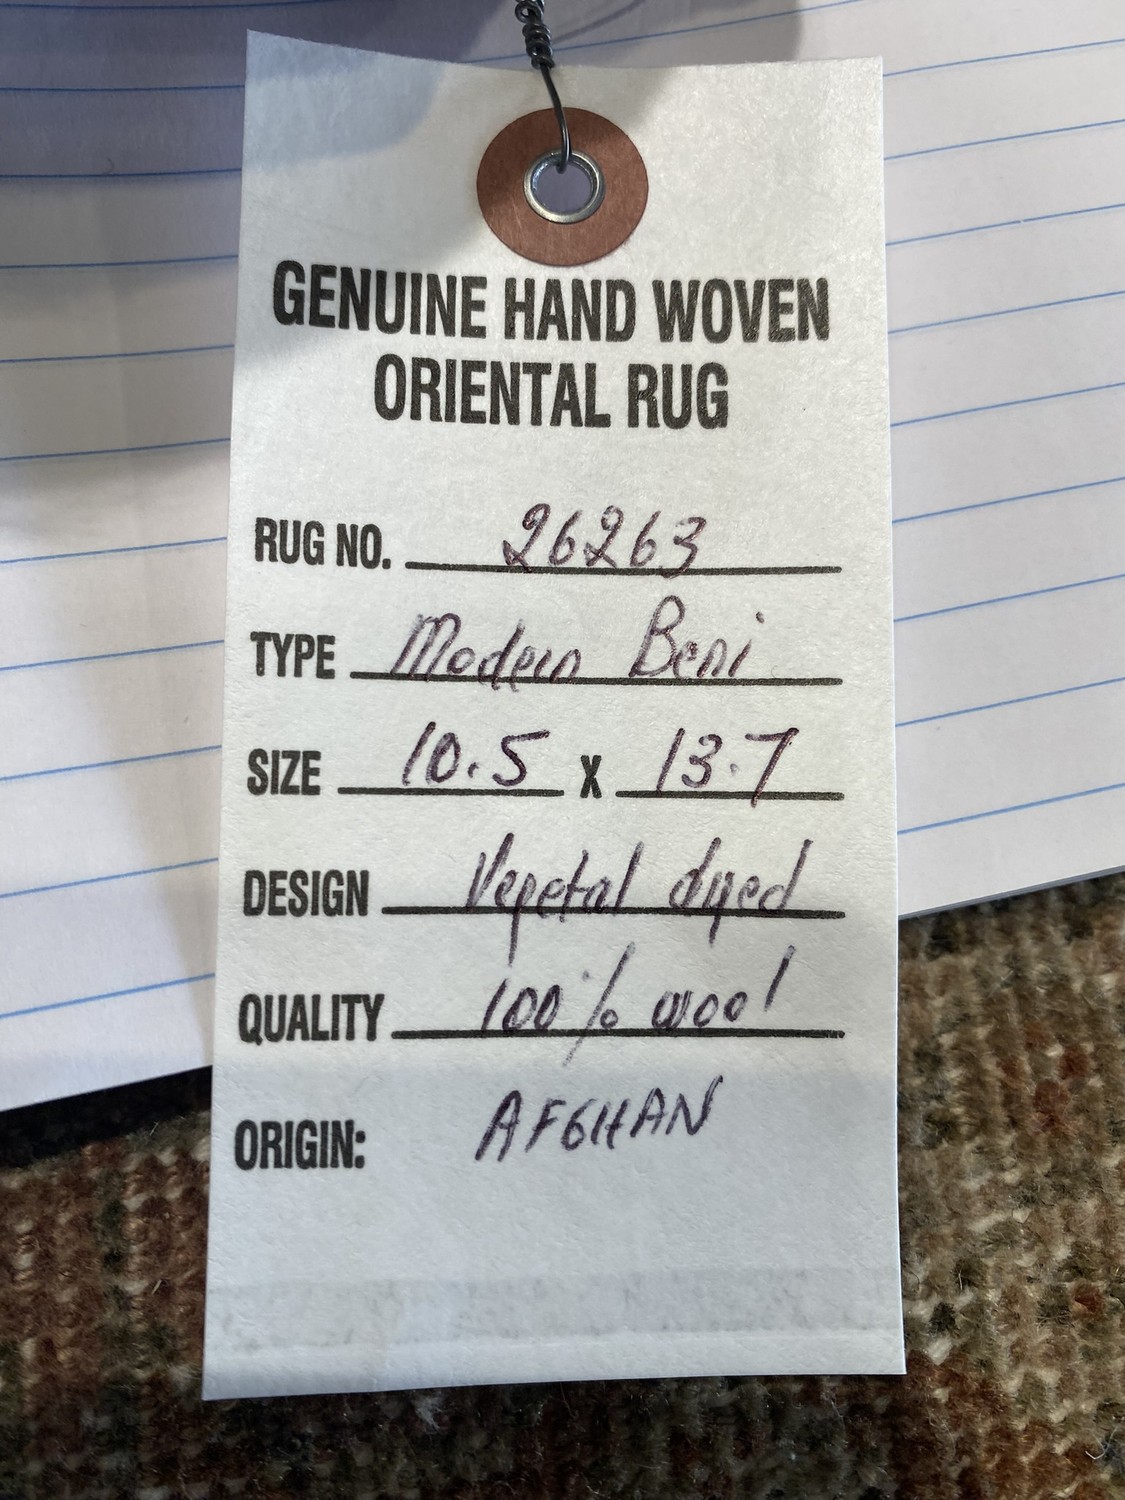 GENUINE HAND WOVEN
ORIENTAL RUG
RUG NO. 26263
TYPE Modern Beni
SIZE 10.5 X 13.7
DESIGN Vegetal dyed
QUALITY 100% wool
ORIGIN: AFGHAN